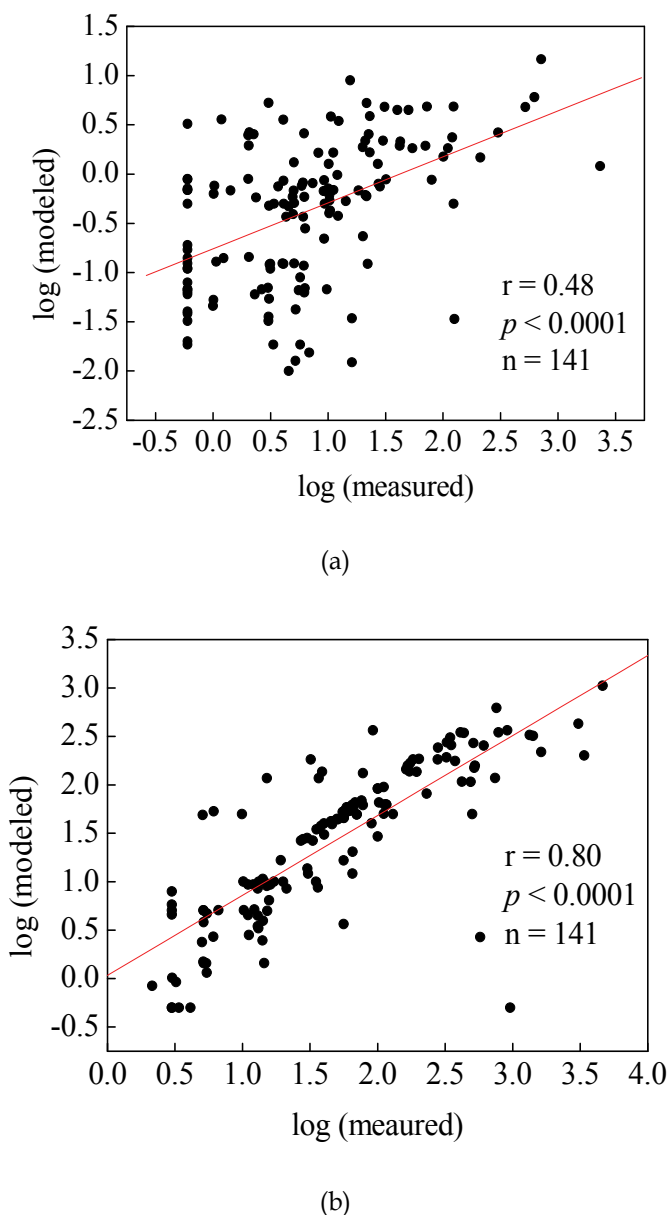 1.5
1.0
0.5
0.0
-0.5
-1.0
-1.5
-2.0
-2.5
log (modeled)
r = 0.48
p < 0.0001
n = 141
-0.5 0.0 0.5 1.0 1.5 2.0 2.5 3.0 3.5
log (measured)
(a)
3.5
3.0
2.5
2.0
1.5
1.0
0.5
0.0
-0.5
log (modeled)
r = 0.80
p < 0.0001
n = 141
0.0 0.5 1.0 1.5 2.0 2.5 3.0 3.5 4.0
log (meaured)
(b)